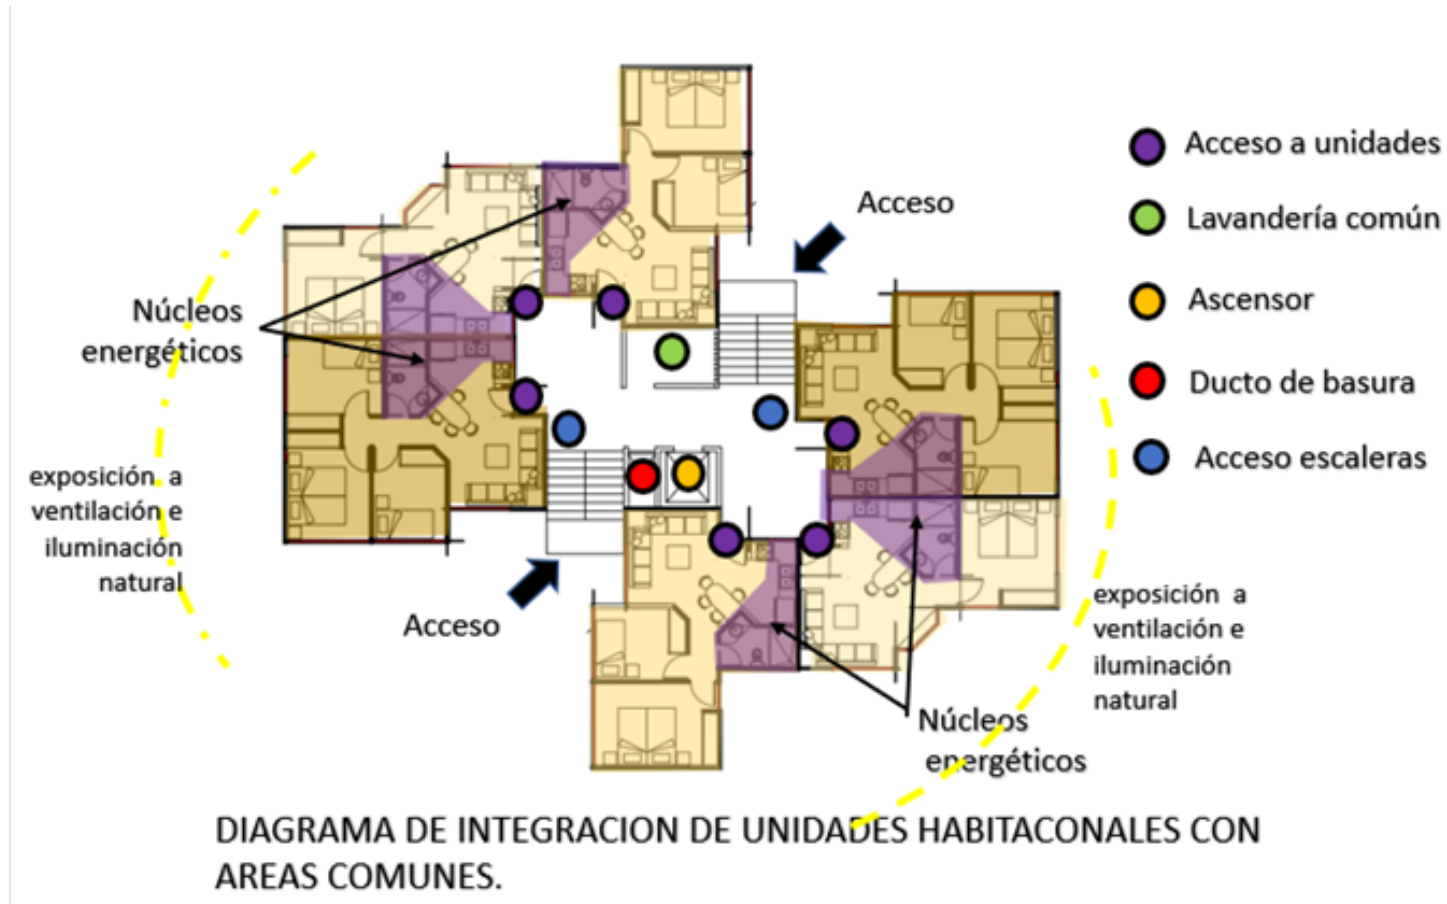 Acceso a unidades
Lavandería común
Ascensor
Ducto de basura
Acceso escaleras
Acceso
Núcleos
energéticos
exposición a
ventilación e
iluminación
natural
Acceso
exposición a
ventilación e
iluminación
natural
Núcleos
energéticos
DIAGRAMA DE INTEGRACION DE UNIDADES HABITACONALES CON
AREAS COMUNES.